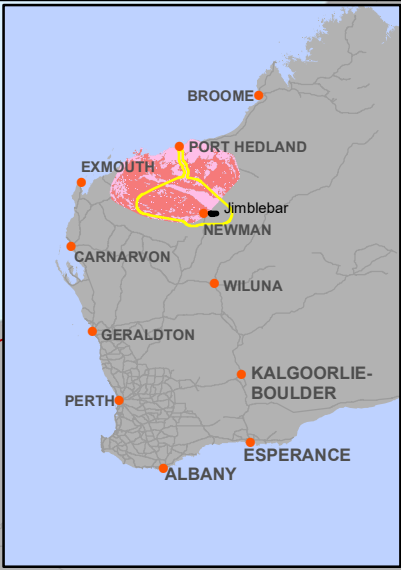 BROOME
PORT HEDLAND
EXMOUTH
Jimblebar
NEWMAN
CARNARVON
WILUNA
GERALDTON
KALGOORLIE-
BOULDER
PERTH
ESPERANCE
ALBANY